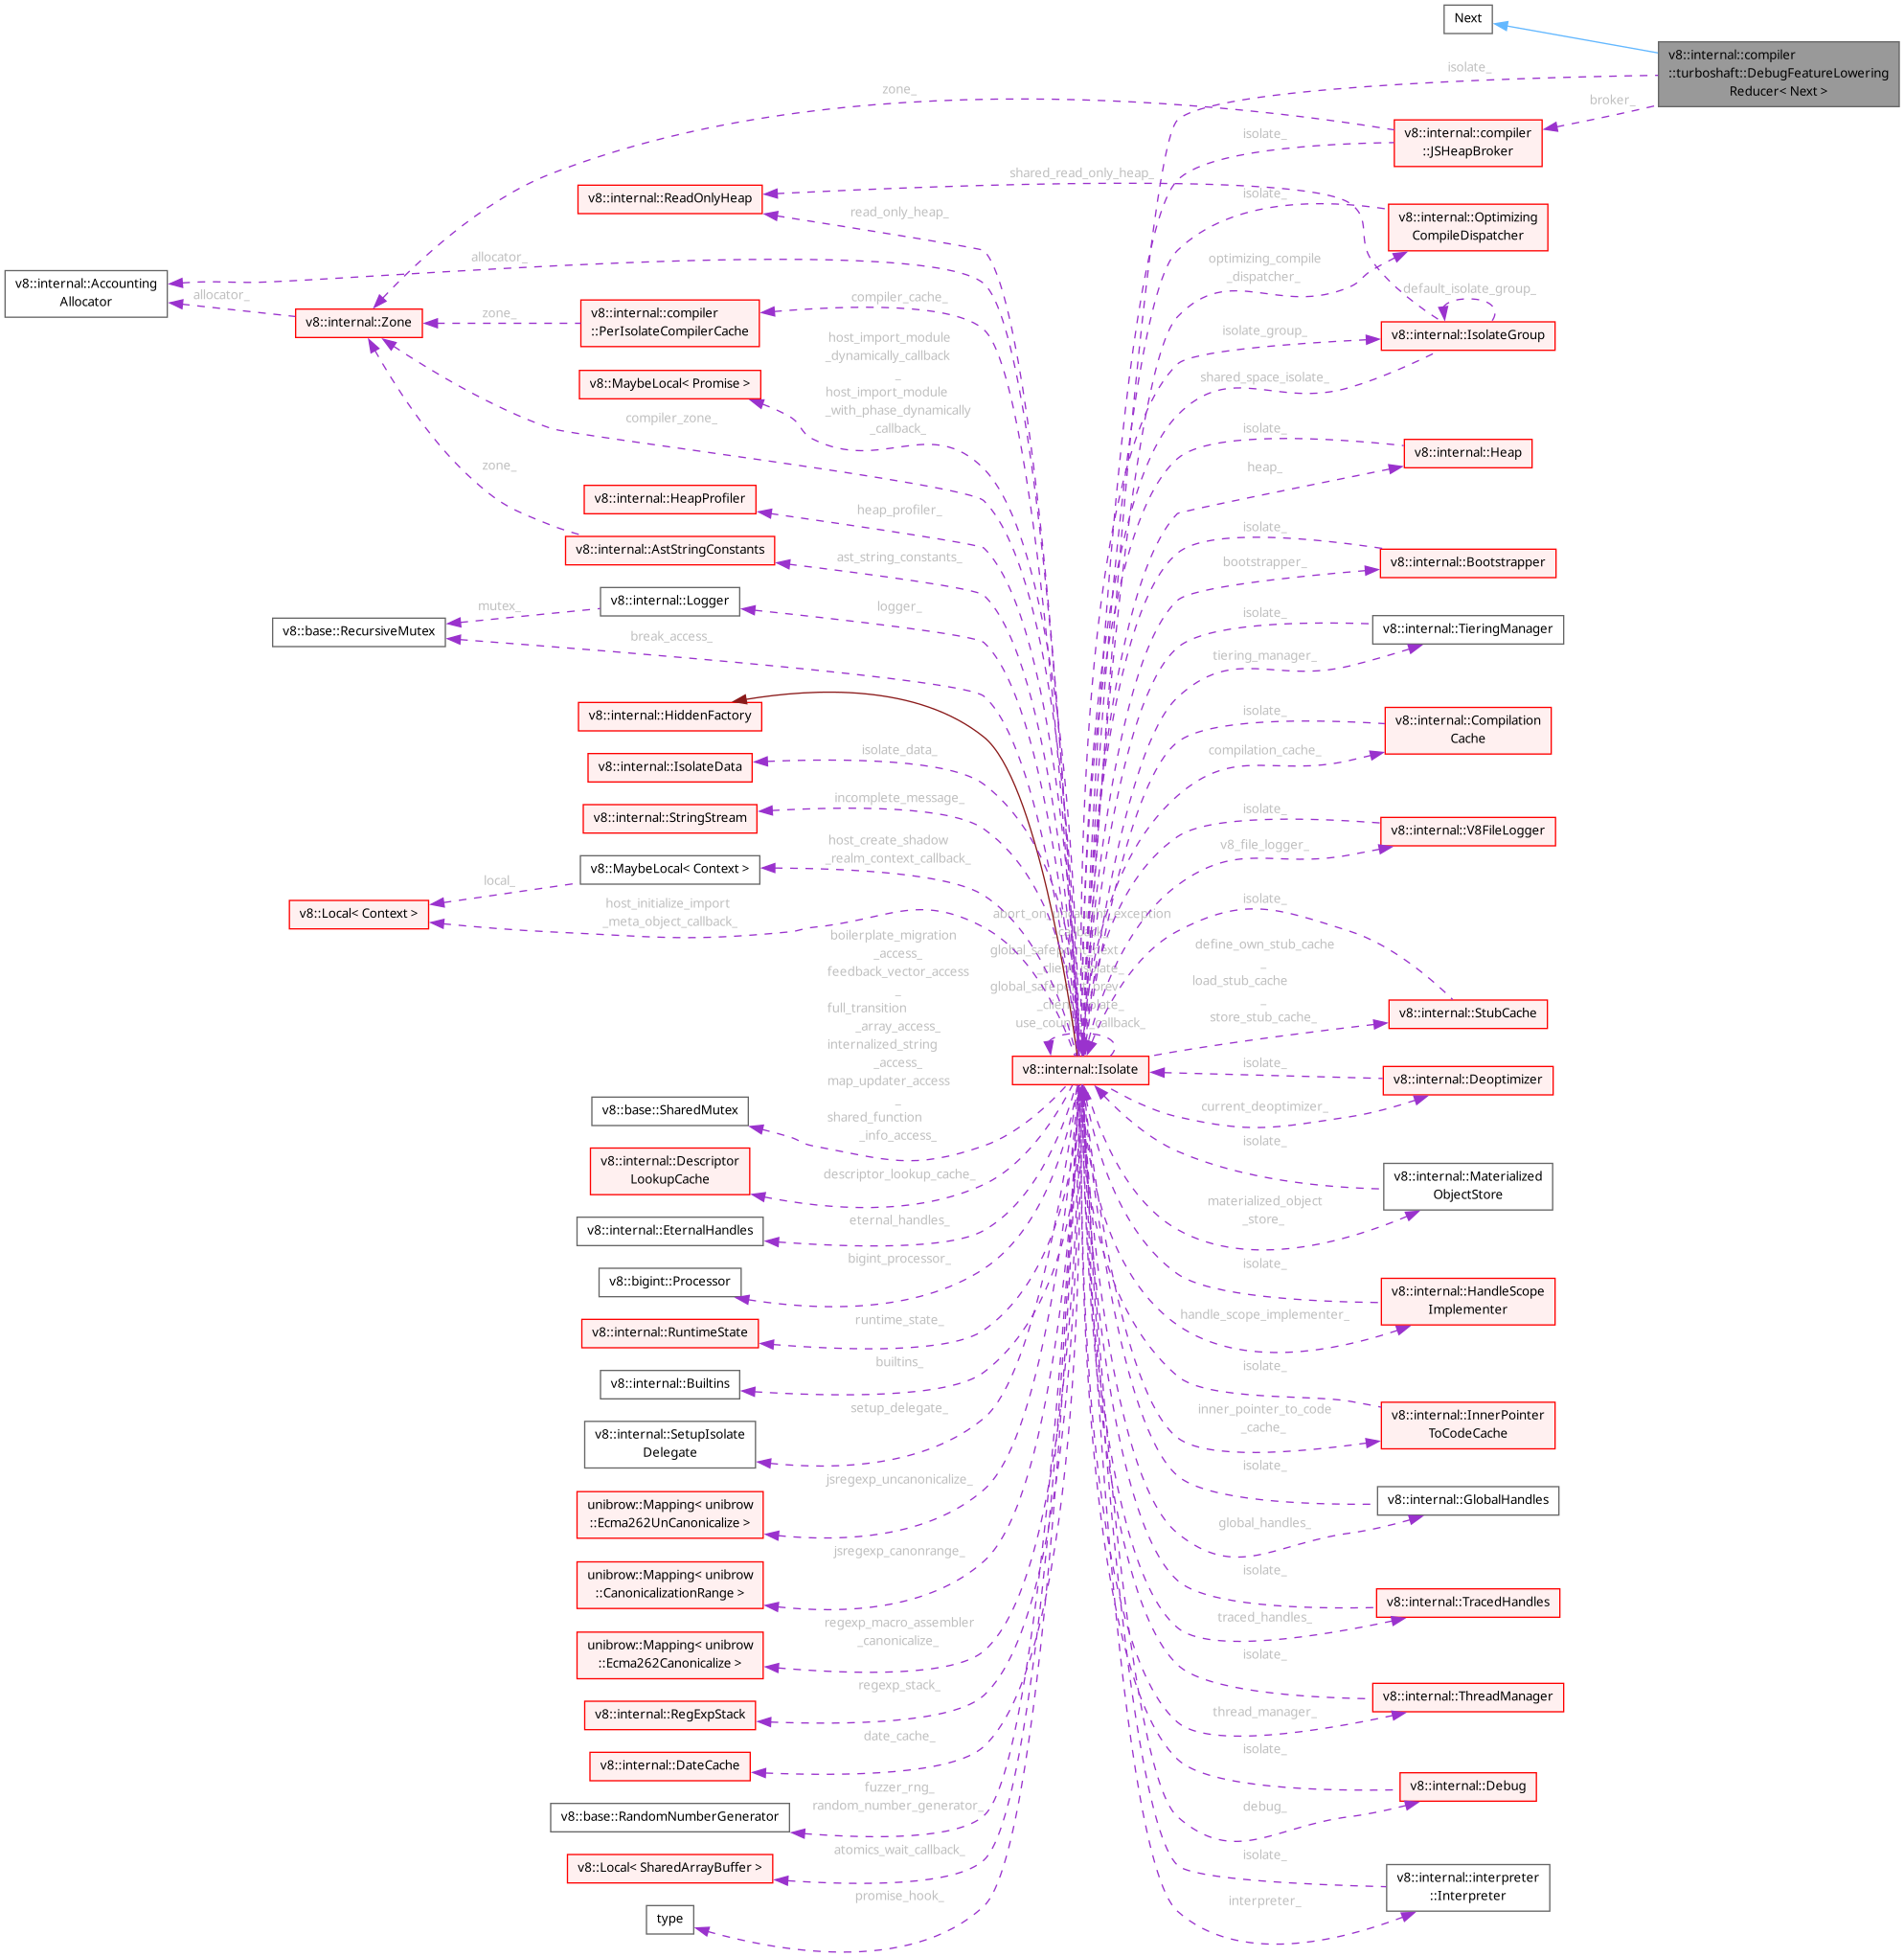 Next
v8::internal::compiler
::turboshaft::DebugFeatureLowering
Reducer< Next >
isolate_
zone_
broker_
v8::internal::compiler
::JSHeapBroker
isolate_
shared_read_only_heap_
v8::internal::ReadOnlyHeap
read_only_heap_
isolate_
v8::internal::Optimizing
CompileDispatcher
allocator_
optimizing_compile
_dispatcher_
v8::internal::Accounting
Allocator
allocator_
default_isolate_group_
compiler_cache_
v8::internal::Zone
zone_
v8::internal::compiler
::PerIsolateCompilerCache
isolate_group_
v8::internal::IsolateGroup
host_import_module
_dynamically_callback
_
host_import_module
_with_phase_dynamically
_callback_
v8::MaybeLocal< Promise >
shared_space_isolate_
compiler_zone_
isolate_
v8::internal::Heap
zone_
heap_
v8::internal::HeapProfiler
heap_profiler_
isolate_
v8::internal::AstStringConstants
ast_string_constants_
bootstrapper_
v8::internal::Bootstrapper
v8::internal::Logger
mutex_
logger_
isolate_
v8::base::RecursiveMutex
break_access_
v8::internal::TieringManager
tiering_manager_
v8::internal::HiddenFactory
isolate_
v8::internal::Compilation
Cache
v8::internal::IsolateData
isolate_data_
compilation_cache_
v8::internal::StringStream
incomplete_message_
isolate_
v8::internal::V8FileLogger
v8_file_logger_
host_create_shadow
_realm_context_callback_
v8::MaybeLocal< Context >
local_
v8::Local< Context >
host_initialize_import
_meta_object_callback_
isolate_
boilerplate_migration
_access_
feedback_vector_access
_
full_transition
_array_access_
internalized_string
_access_
map_updater_access
_
shared_function
_info_access_
define_own_stub_cache
_
load_stub_cache
_
store_stub_cache_
v8::internal::StubCache
v8::internal::Isolate
isolate_
v8::internal::Deoptimizer
current_deoptimizer_
v8::base::SharedMutex
isolate_
v8::internal::Descriptor
LookupCache
descriptor_lookup_cache_
v8::internal::Materialized
ObjectStore
materialized_object
_store_
v8::internal::EternalHandles
eternal_handles_
bigint_processor_
v8::bigint::Processor
isolate_
v8::internal::HandleScope
Implementer
handle_scope_implementer_
v8::internal::RuntimeState
runtime_state_
builtins_
v8::internal::Builtins
isolate_
setup_delegate_
v8::internal::SetupIsolate
Delegate
inner_pointer_to_code
_cache_
v8::internal::InnerPointer
ToCodeCache
jsregexp_uncanonicalize_
unibrow::Mapping< unibrow
::Ecma262UnCanonicalize >
isolate_
v8::internal::GlobalHandles
global_handles_
jsregexp_canonrange_
unibrow::Mapping< unibrow
::CanonicalizationRange >
isolate_
v8::internal::TracedHandles
traced_handles_
regexp_macro_assembler
_canonicalize_
unibrow::Mapping< unibrow
::Ecma262Canonicalize >
isolate_
regexp_stack_
v8::internal::RegExpStack
v8::internal::ThreadManager
thread_manager_
date_cache_
v8::internal::DateCache
isolate_
v8::internal::Debug
debug_
fuzzer_rng_
random_number_generator_
v8::base::RandomNumberGenerator
atomics_wait_callback_
v8::Local< SharedArrayBuffer >
isolate_
v8::internal::interpreter
::Interpreter
interpreter_
promise_hook_
type